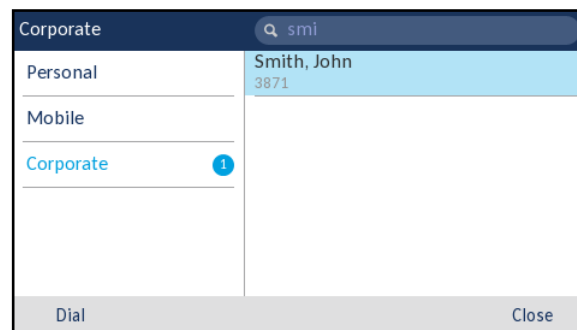 Corporate
smi
Personal
Mobile
Corporate 1
Smith, John
3871
Dial
Close